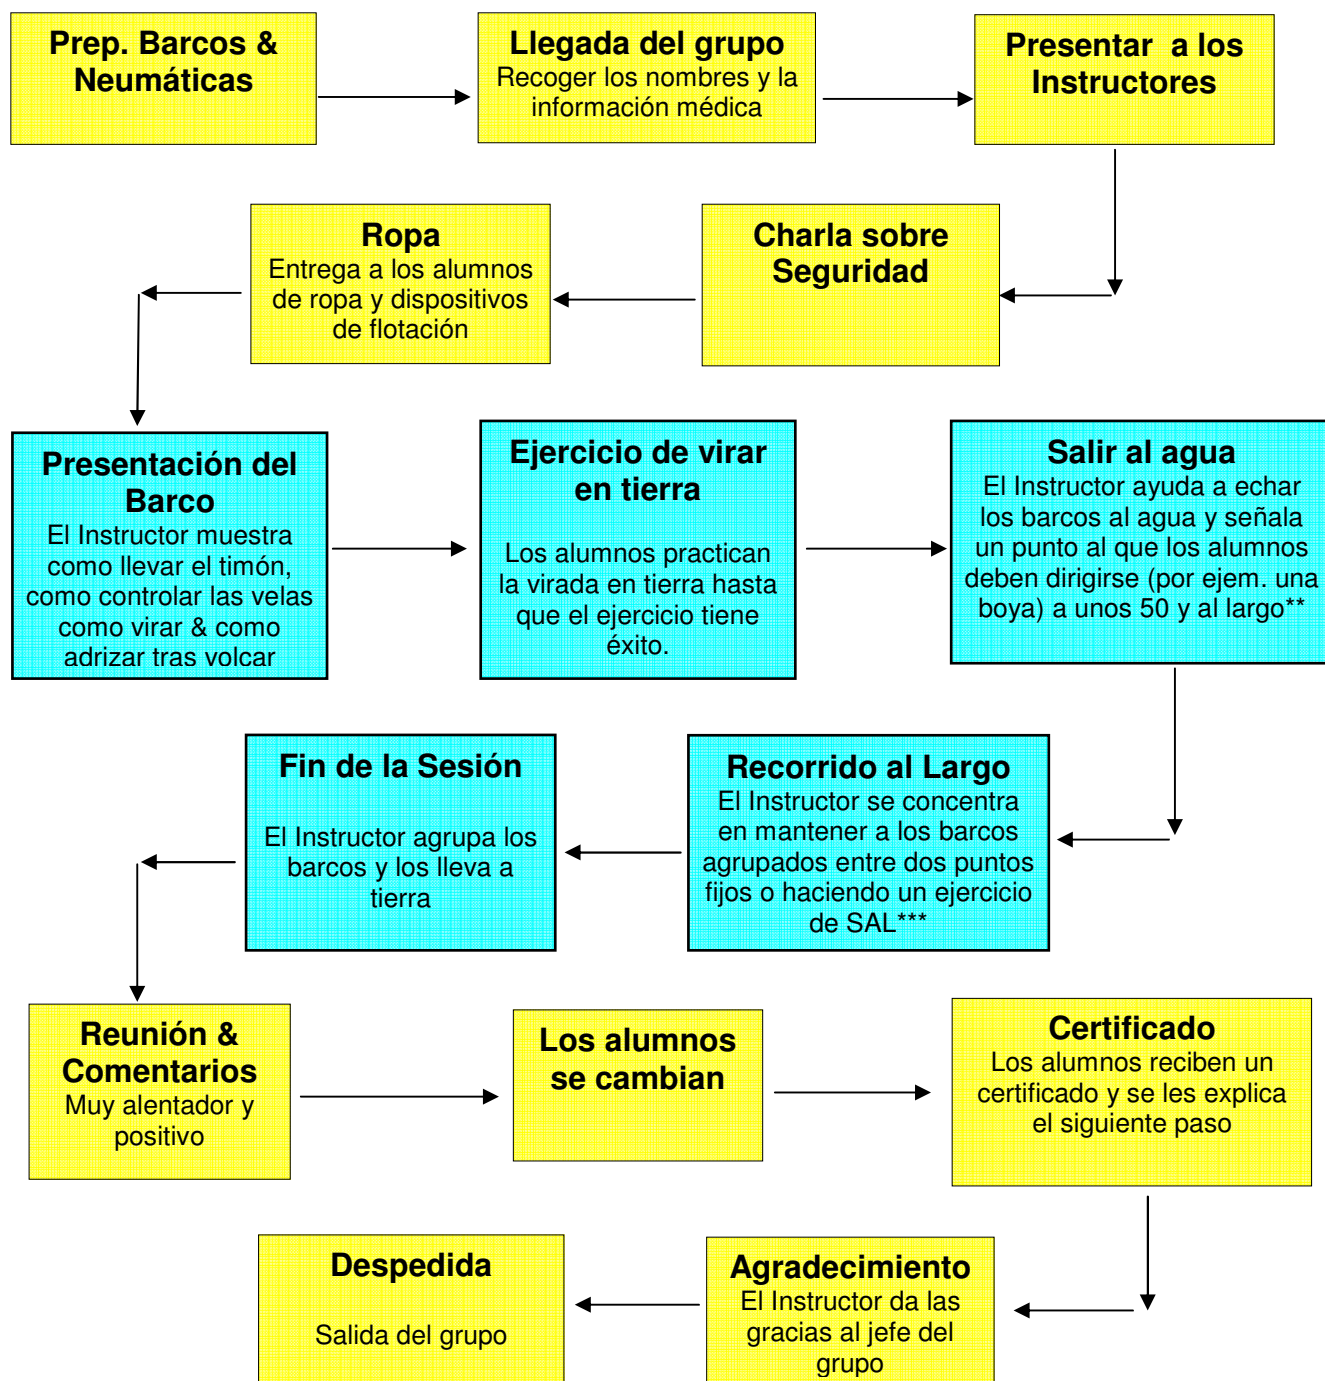 Prep. Barcos &
Neumáticas
Llegada del grupo
Recoger los nombres y la
información médica
Presentar a los
Instructores
Charla sobre
Seguridad
Ropa
Entrega a los alumnos
de ropa y dispositivos
de flotación
Presentación del
Barco
El Instructor muestra
como llevar el timón,
como controlar las velas
como virar & como
adrizar tras volcar
Ejercicio de virar
en tierra
Los alumnos practican
la virada en tierra hasta
que el ejercicio tiene
éxito.
Salir al agua
El Instructor ayuda a echar
los barcos al agua y señala
un punto al que los alumnos
deben dirigirse (por ejem. una
boya) a unos 50 y al largo**
Recorrido al Largo
El Instructor se concentra
en mantener a los barcos
agrupados entre dos puntos
fijos o haciendo un ejercicio
de SAL***
Fin de la Sesión
El Instructor agrupa los
barcos y los lleva a
tierra
Reunión &
Comentarios
Muy alentador y
positivo
Los alumnos
se cambian
Certificado
Los alumnos reciben un
certificado y se les explica
el siguiente paso
Agradecimiento
El Instructor da las
gracias al jefe del
grupo
Despedida
Salida del grupo